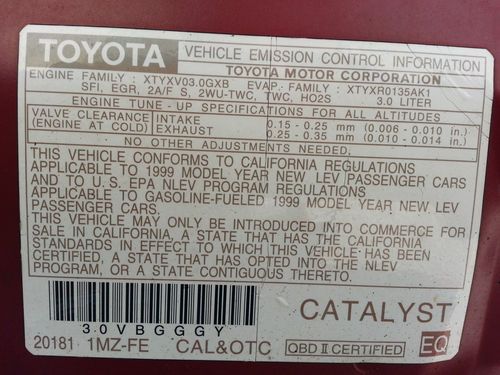 TOYOTA
VEHICLE EMISSION CONTROL INFORMATION
TOYOTA MOTOR CORPORATION
ENGINE FAMILY : XTYXV03.0GXB EVAP. FAMILY : XTYXR0135AK1
SFI, EGR, 2A/F S, 2WU-TWC, TWC, HO2S 3.0 LITER
ENGINE TUNE-UP SPECIFICATIONS FOR ALL ALTITUDES
VALVE CLEARANCE INTAKE 0.15 - 0.25 mm (0.006 - 0.010 in.)
(ENGINE AT COLD) EXHAUST 0.25 - 0.35 mm (0.010 - 0.014 in.)
NO OTHER ADJUSTMENTS NEEDED.
THIS VEHICLE CONFORMS TO CALIFORNIA REGULATIONS
APPLICABLE TO 1999 MODEL YEAR NEW LEV PASSENGER CARS
AND TO U.S. EPA NLEV PROGRAM REGULATIONS
APPLICABLE TO GASOLINE-FUELED 1999 MODEL YEAR NEW LEV
PASSENGER CARS.
THIS VEHICLE MAY ONLY BE INTRODUCED INTO COMMERCE FOR
SALE IN CALIFORNIA, A STATE THAT HAS THE CALIFORNIA
STANDARDS IN EFFECT TO WHICH THIS VEHICLE HAS BEEN
CERTIFIED, A STATE THAT HAS OPTED INTO THE NLEV
PROGRAM, OR A STATE CONTIGUOUS THERETO.
3.0VBGGGY
CATALYST
20181 1MZ-FE CAL&OTC OBD II CERTIFIED EQ